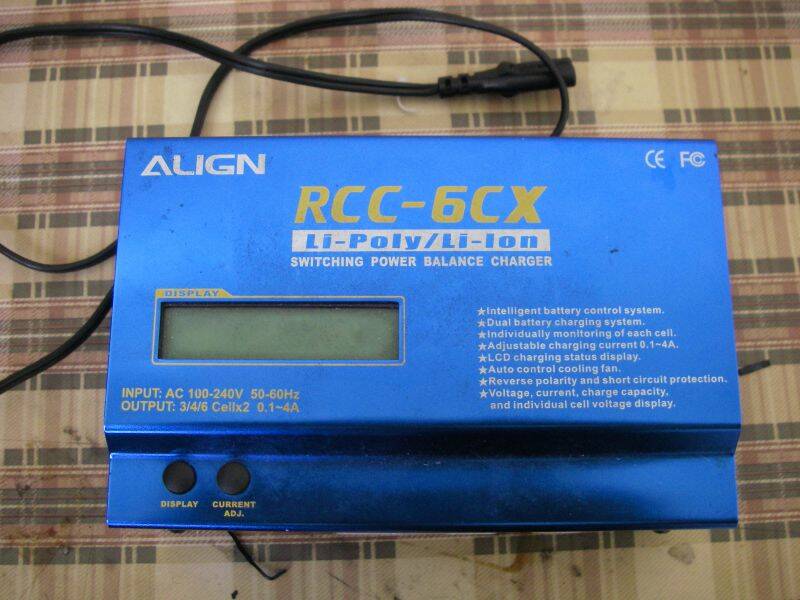 ALIGN
CE FC
RCC-6CX
Li-Poly/Li-Ion
SWITCHING POWER BALANCE CHARGER
DISPLAY
★Intelligent battery control system.
★Dual battery charging system.
★Individually monitoring of each cell.
★Adjustable charging current 0.1~4A.
★LCD charging status display.
★Auto control cooling fan.
★Reverse polarity and short circuit protection.
★Voltage, current, charge capacity,
and individual cell voltage display.
INPUT: AC 100-240V 50-60Hz
OUTPUT: 3/4/6 Cellx2 0.1~4A
DISPLAY
CURRENT
ADJ.